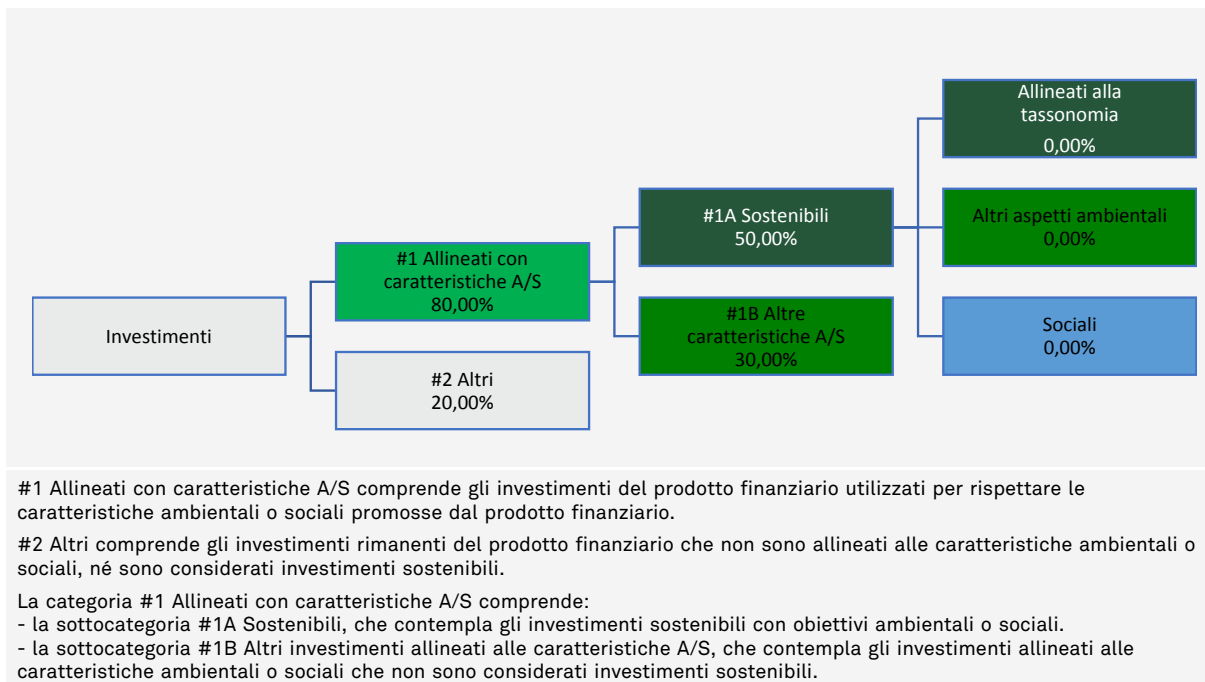 Investimenti
#1 Allineati con
caratteristiche A/S
80,00%
#2 Altri
20,00%
#1A Sostenibili
50,00%
#1B Altre
caratteristiche A/S
30,00%
Allineati alla
tassonomia
0,00%
Altri aspetti ambientali
0,00%
Sociali
0,00%
#1 Allineati con caratteristiche A/S comprende gli investimenti del prodotto finanziario utilizzati per rispettare le
caratteristiche ambientali o sociali promosse dal prodotto finanziario.
#2 Altri comprende gli investimenti rimanenti del prodotto finanziario che non sono allineati alle caratteristiche ambientali o
sociali, né sono considerati investimenti sostenibili.
La categoria #1 Allineati con caratteristiche A/S comprende:
- la sottocategoria #1A Sostenibili, che contempla gli investimenti sostenibili con obiettivi ambientali o sociali.
- la sottocategoria #1B Altri investimenti allineati alle caratteristiche A/S, che contempla gli investimenti allineati alle
caratteristiche ambientali o sociali che non sono considerati investimenti sostenibili.